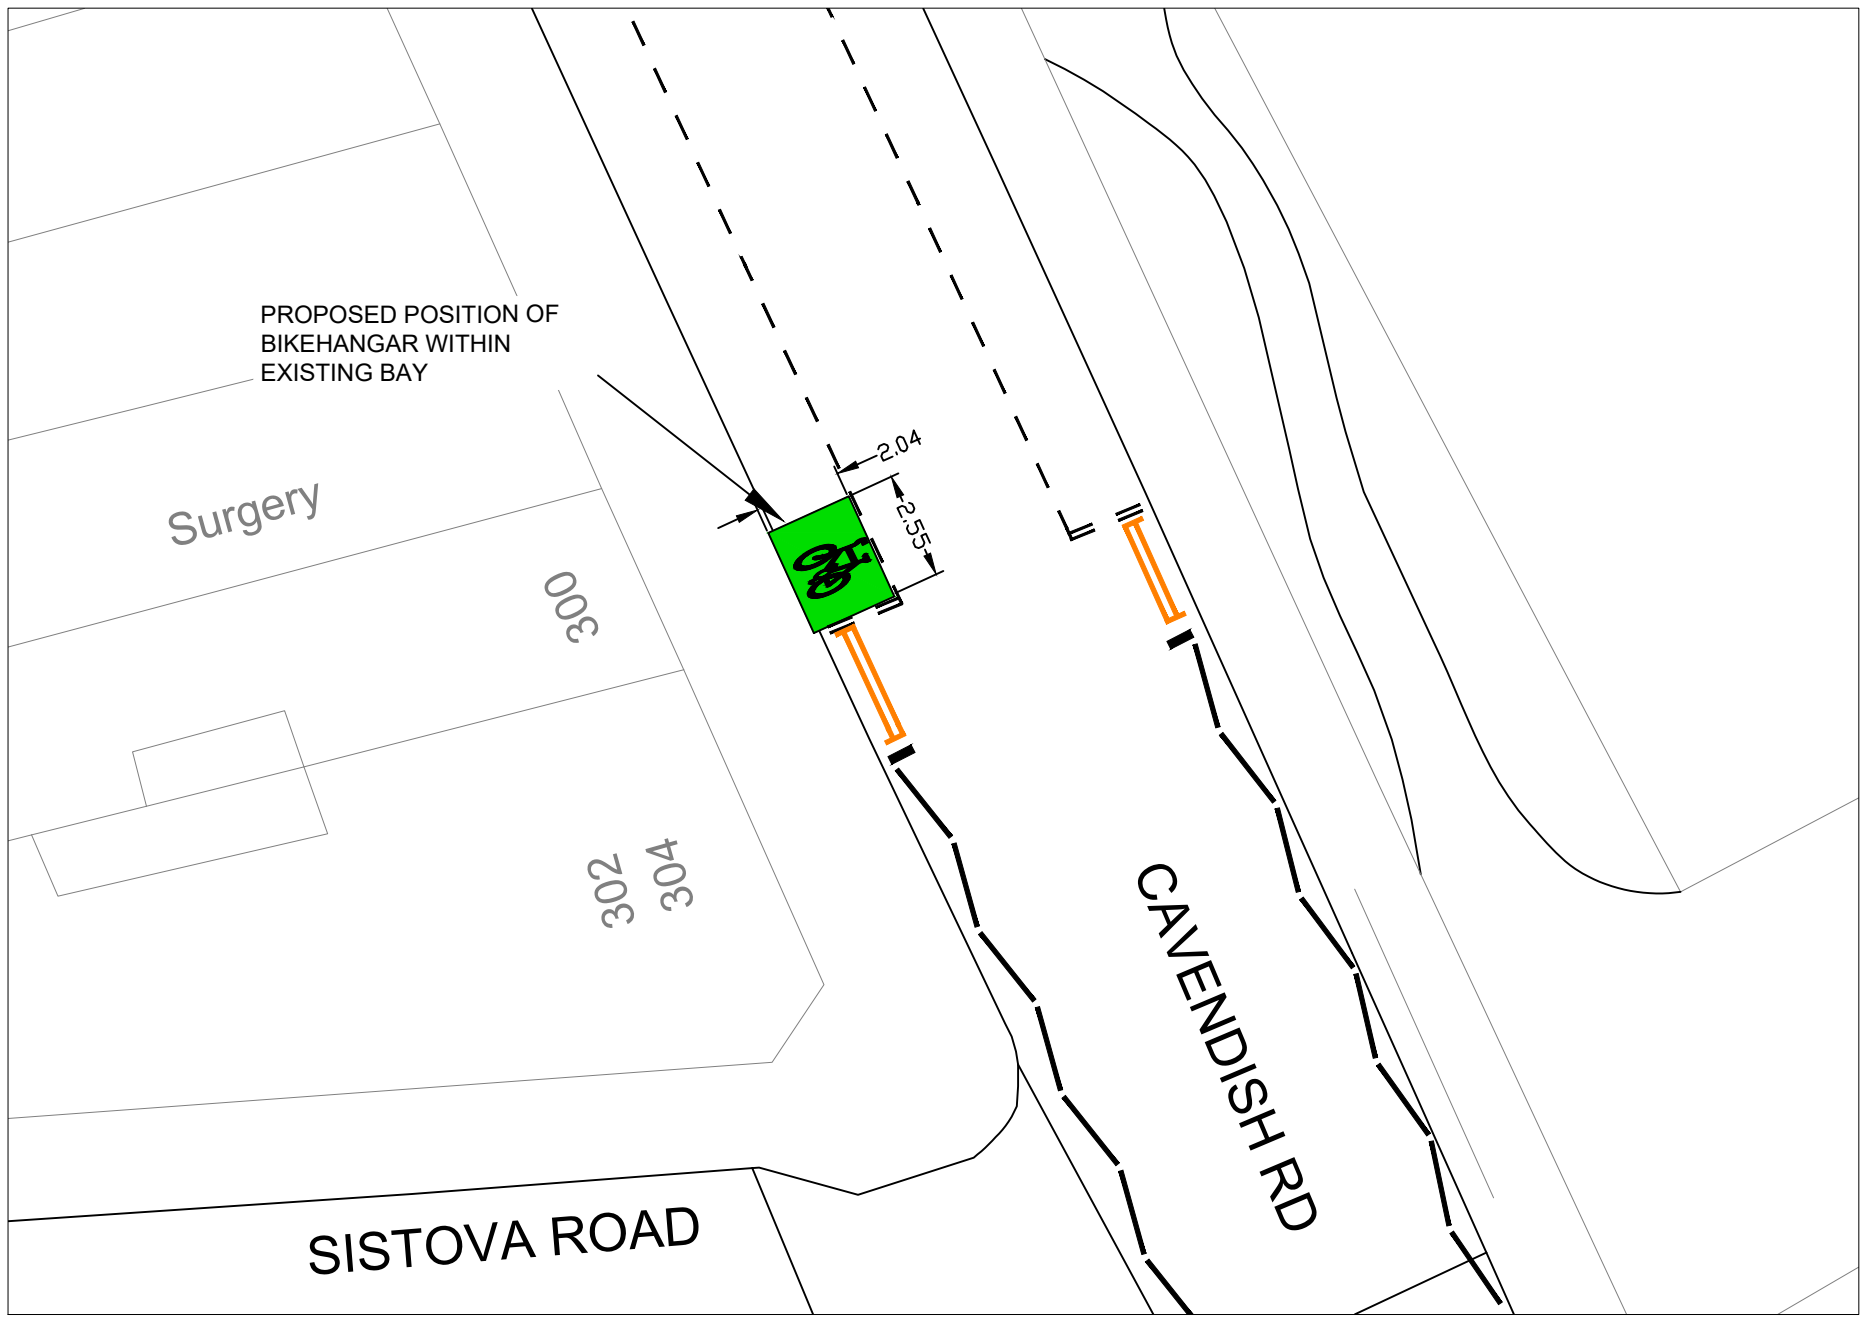 PROPOSED POSITION OF
BIKEHANGAR WITHIN
EXISTING BAY
2.04
2.55
Surgery
300
302
304
CAVENDISH RD
SISTOVA ROAD